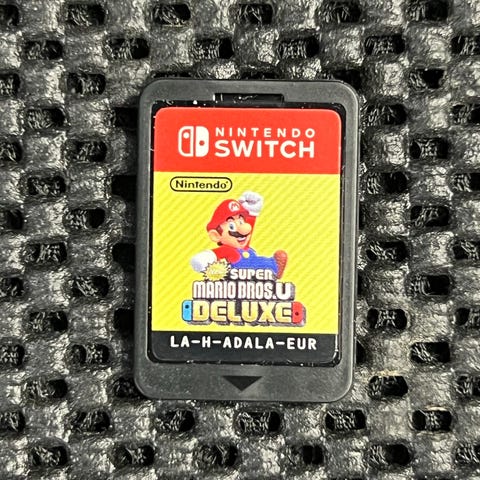 NINTENDO
SWITCH
Nintendo
NEW
SUPER
MARIO BROS.U
DELUXE
LA-H-ADALA-EUR